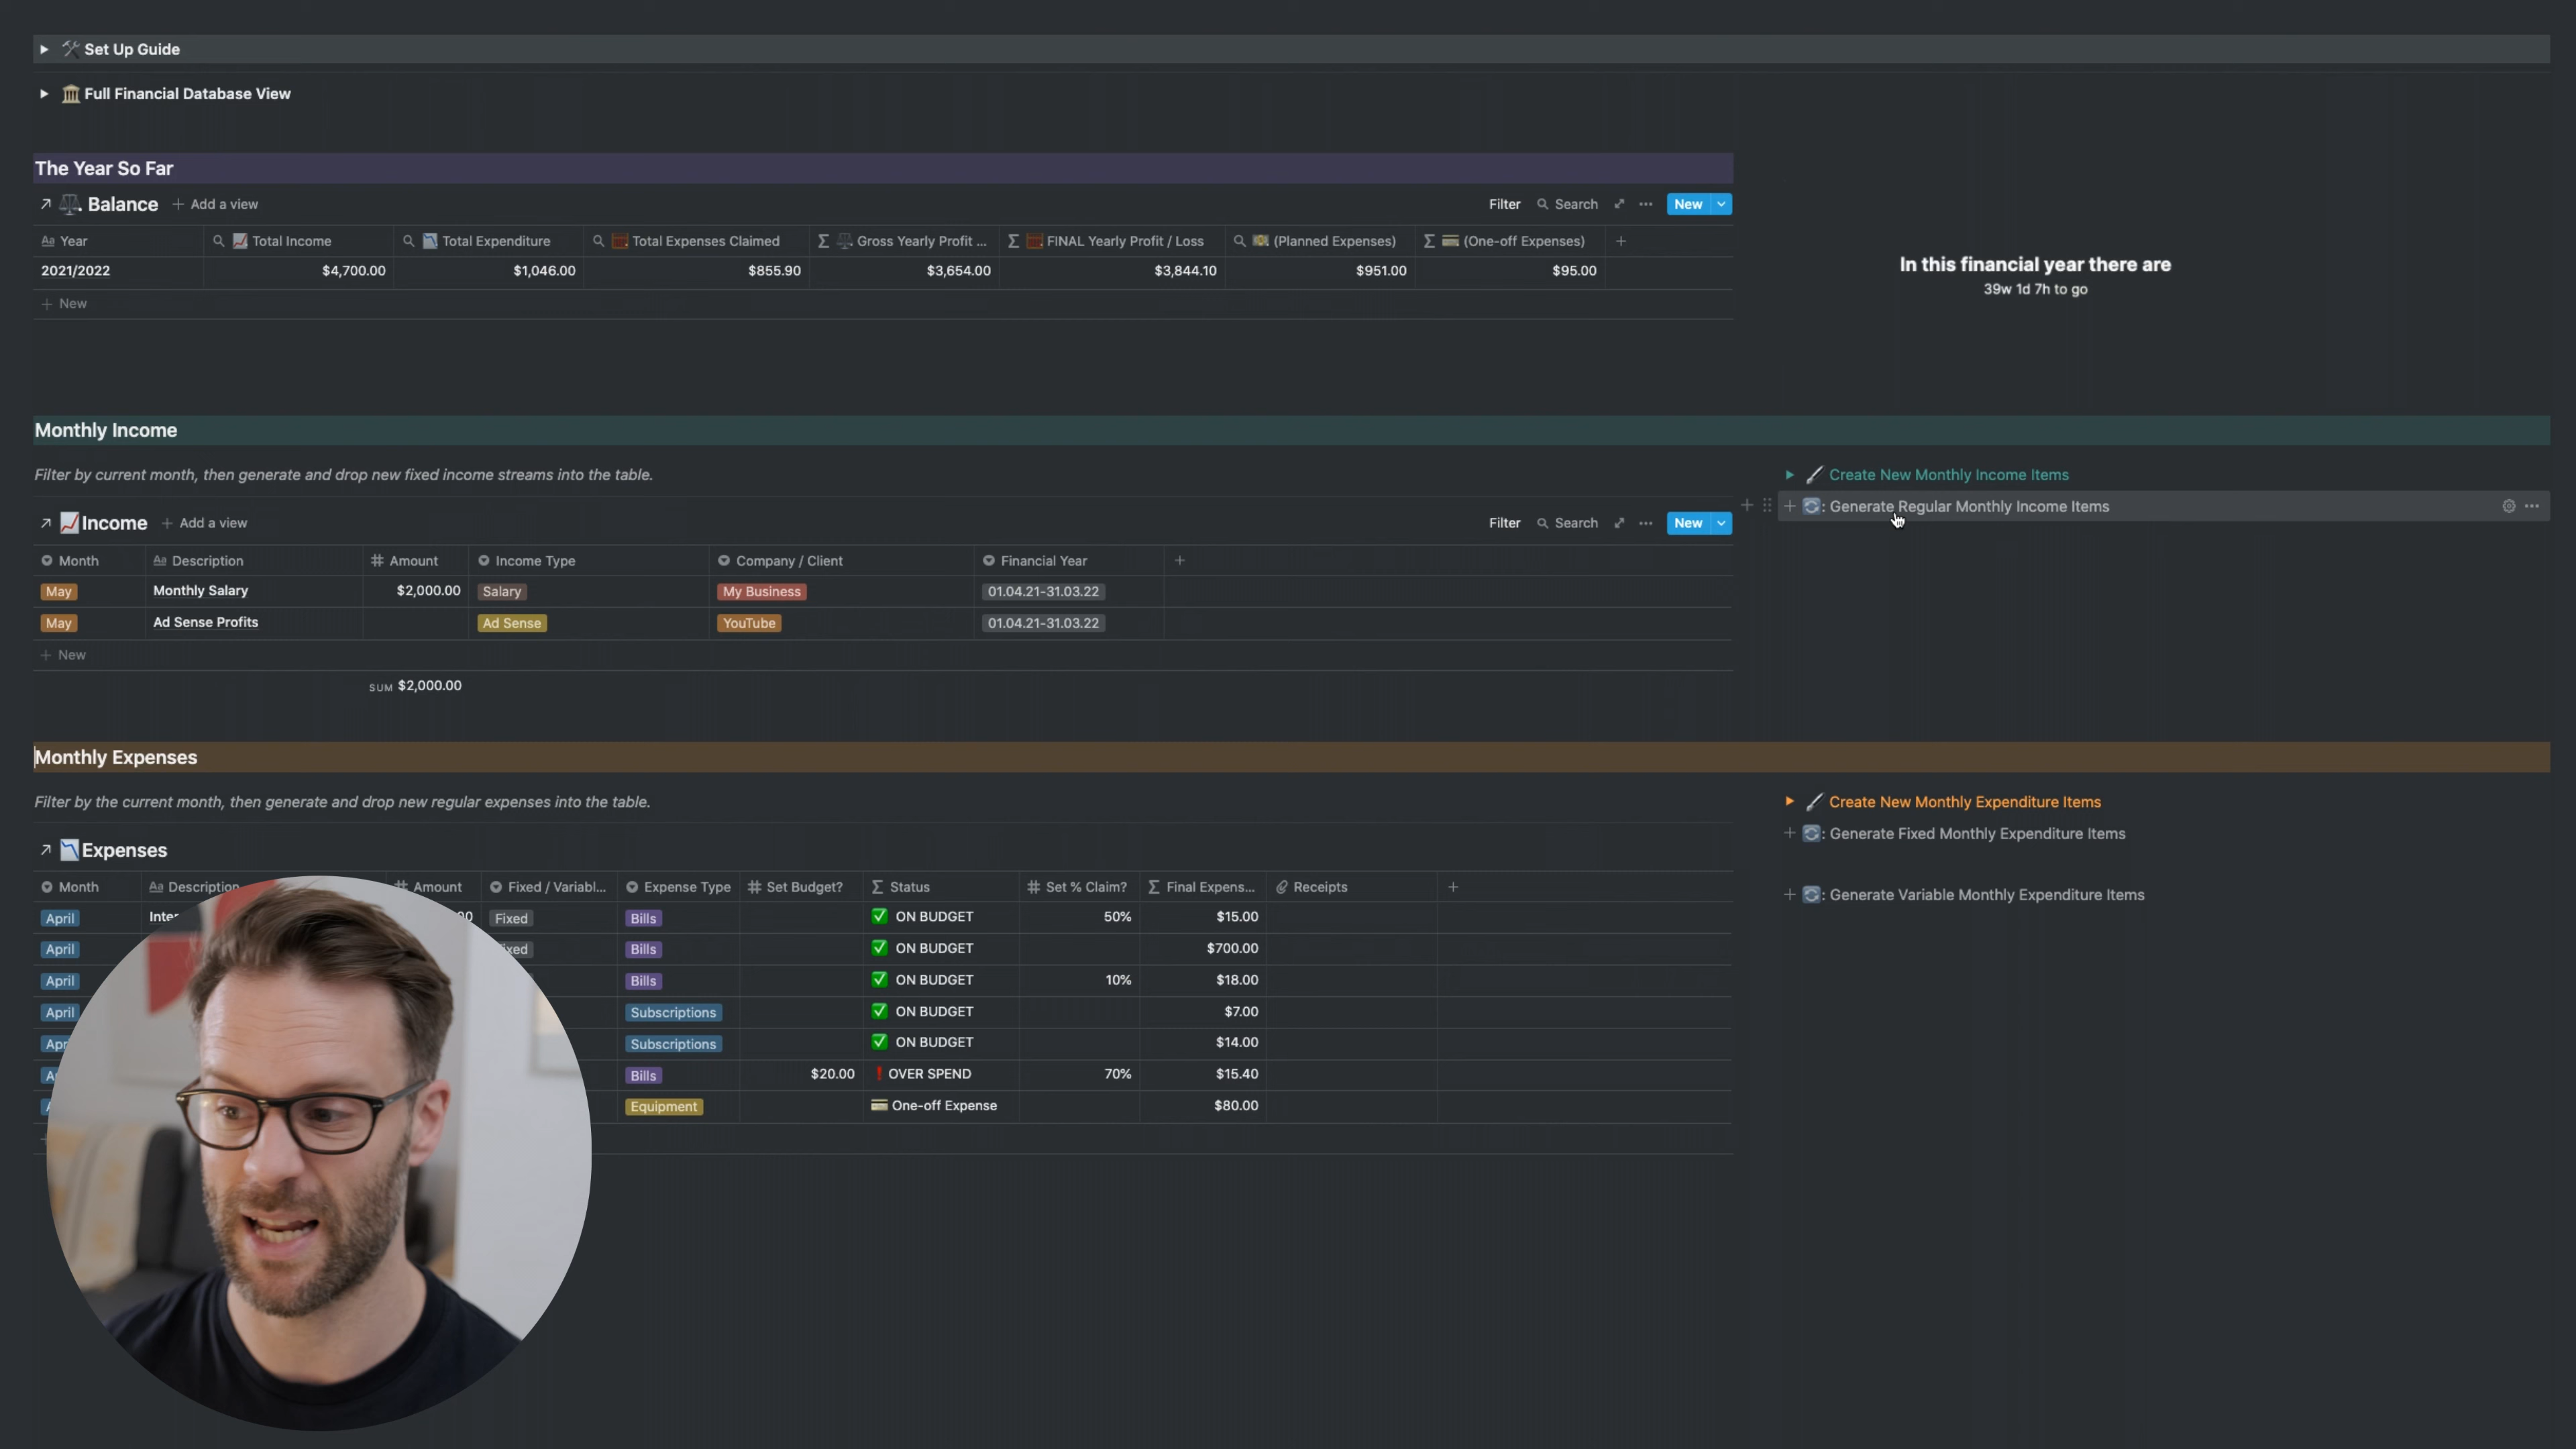 Set Up Guide
Full Financial Database View
The Year So Far
Balance + Add a view Filter Search New
Aa Year Total Income Total Expenditure Total Expenses Claimed Σ Gross Yearly Profit ... Σ FINAL Yearly Profit / Loss (Planned Expenses) Σ (One-off Expenses) +
2021/2022 $4,700.00 $1,046.00 $855.90 $3,654.00 $3,844.10 $951.00 $95.00
+ New
In this financial year there are
39w 1d 7h to go
Monthly Income
Filter by current month, then generate and drop new fixed income streams into the table.
Income + Add a view Filter Search New
Month Aa Description # Amount Income Type Company / Client Financial Year +
May Monthly Salary $2,000.00 Salary My Business 01.04.21-31.03.22
May Ad Sense Profits Ad Sense YouTube 01.04.21-31.03.22
+ New
SUM $2,000.00
Create New Monthly Income Items
+ : Generate Regular Monthly Income Items
Monthly Expenses
Filter by the current month, then generate and drop new regular expenses into the table.
Expenses
Month Aa Description # Amount Fixed / Variabl... Expense Type # Set Budget? Σ Status # Set % Claim? Σ Final Expens... Receipts +
April Fixed Bills ON BUDGET 50% $15.00
April Bills ON BUDGET $700.00
April Bills ON BUDGET 10% $18.00
April Subscriptions ON BUDGET $7.00
Subscriptions ON BUDGET $14.00
Bills $20.00 OVER SPEND 70% $15.40
Equipment One-off Expense $80.00
Create New Monthly Expenditure Items
+ : Generate Fixed Monthly Expenditure Items
+ : Generate Variable Monthly Expenditure Items